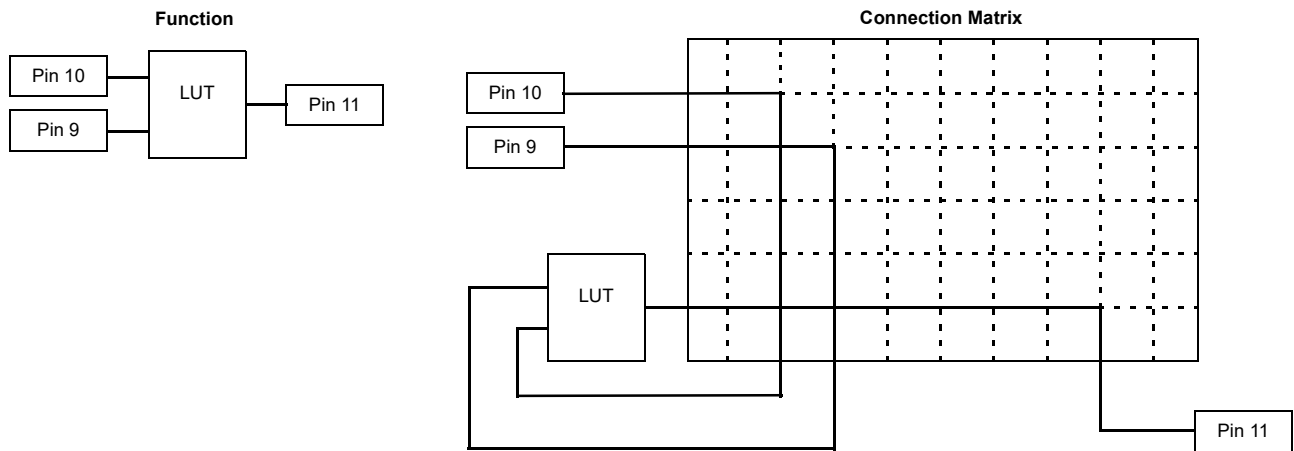 Function
Pin 10
Pin 9
LUT
Pin 11
Connection Matrix
Pin 10
Pin 9
LUT
Pin 11